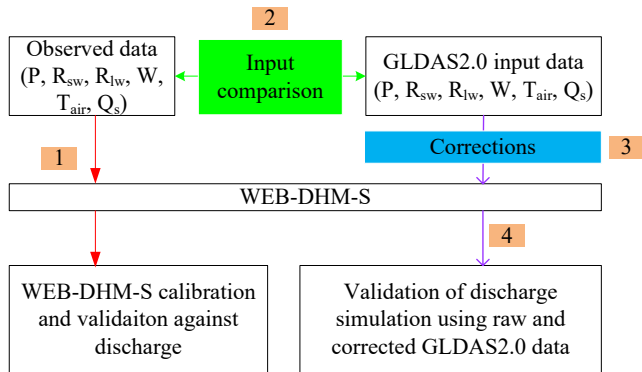 2
Observed data
(P, Rsw, Rlw, W,
Tair, Qs)
Input
comparison
GLDAS2.0 input data
(P, Rsw, Rlw, W, Tair, Qs)
1
Corrections
3
WEB-DHM-S
4
WEB-DHM-S calibration
and validaiton against
discharge
Validation of discharge
simulation using raw and
corrected GLDAS2.0 data